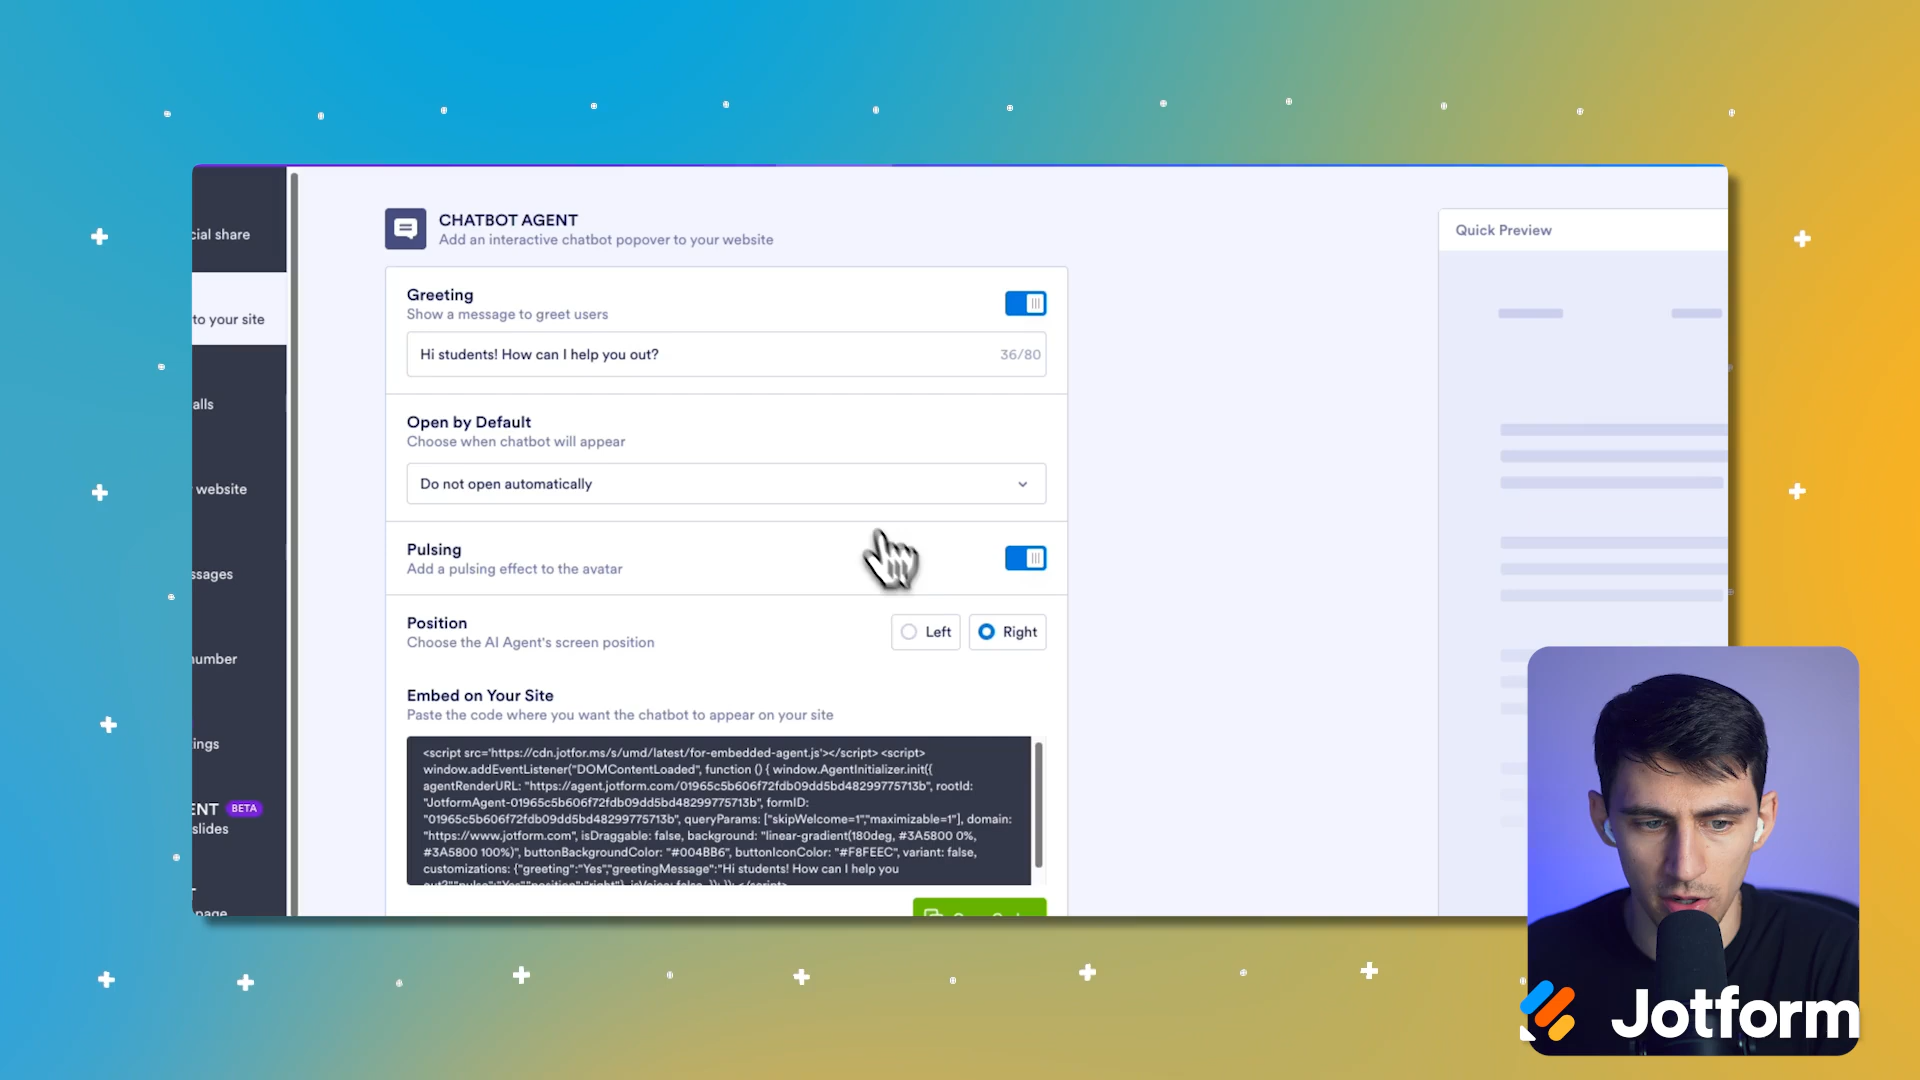 cial share
to your site
alls
website
ssages
number
ings
ENT BETA
slides
page
CHATBOT AGENT
Add an interactive chatbot popover to your website
Greeting
Show a message to greet users
Hi students! How can I help you out?
36/80
Open by Default
Choose when chatbot will appear
Do not open automatically
Pulsing
Add a pulsing effect to the avatar
Position
Choose the AI Agent's screen position
Left
Right
Embed on Your Site
Paste the code where you want the chatbot to appear on your site
<script src='https://cdn.jotfor.ms/s/umd/latest/for-embedded-agent.js'></script> <script>
window.addEventListener("DOMContentLoaded", function () { window.AgentInitializer.init({
agentRenderURL: "https://agent.jotform.com/01965c5b606f72fdb09dd5bd48299775713b", rootId:
"JotformAgent-01965c5b606f72fdb09dd5bd48299775713b", formID:
"01965c5b606f72fdb09dd5bd48299775713b", queryParams: ["skipWelcome=1","maximizable=1"], domain:
"https://www.jotform.com", isDraggable: false, background: "linear-gradient(180deg, #3A5800 0%,
#3A5800 100%)", buttonBackgroundColor: "#004BB6", buttonIconColor: "#F8FEEC", variant: false,
customizations: {"greeting":"Yes","greetingMessage":"Hi students! How can I help you
Quick Preview
Jotform